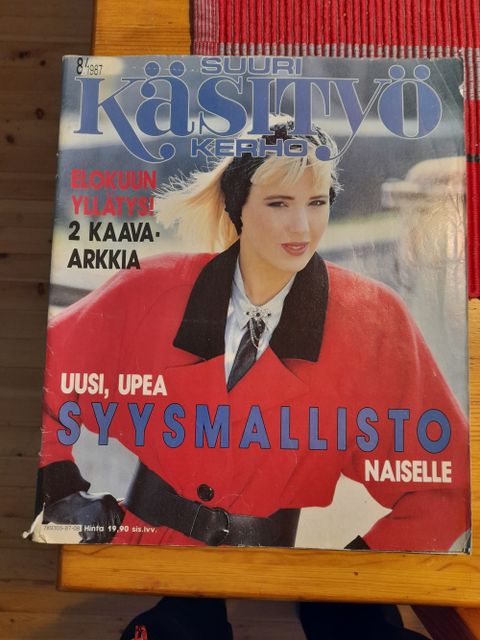 8/1987
SUURI
KÄSITYÖ
KERHO
ELOKUUN
YLLÄTYS!
2 KAAVA-
ARKKIA
UUSI, UPEA
SYYSMALLISTO
NAISELLE
Hinta 19,90 sis.lvv.